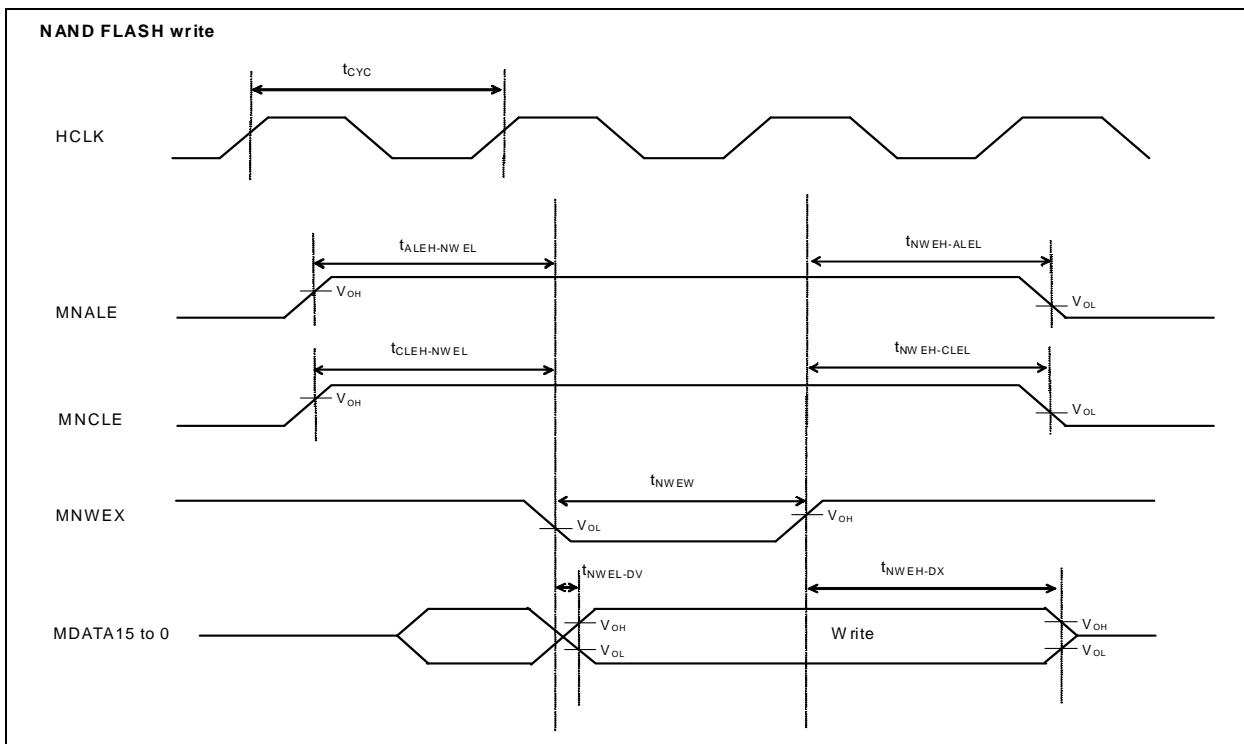 NAND FLASH write
tCYC
HCLK
tALEH-NWEL
tNWEH-ALEL
VOH
MNALE
VOL
tCLEH-NWEL
tNWEH-CLEL
VOH
MNCLE
VOL
tNWEW
MNWEX
VOL
VOH
tNWEL-DV
tNWEH-DX
VOH
VOH
MDATA15 to 0
Write
VOL
VOL